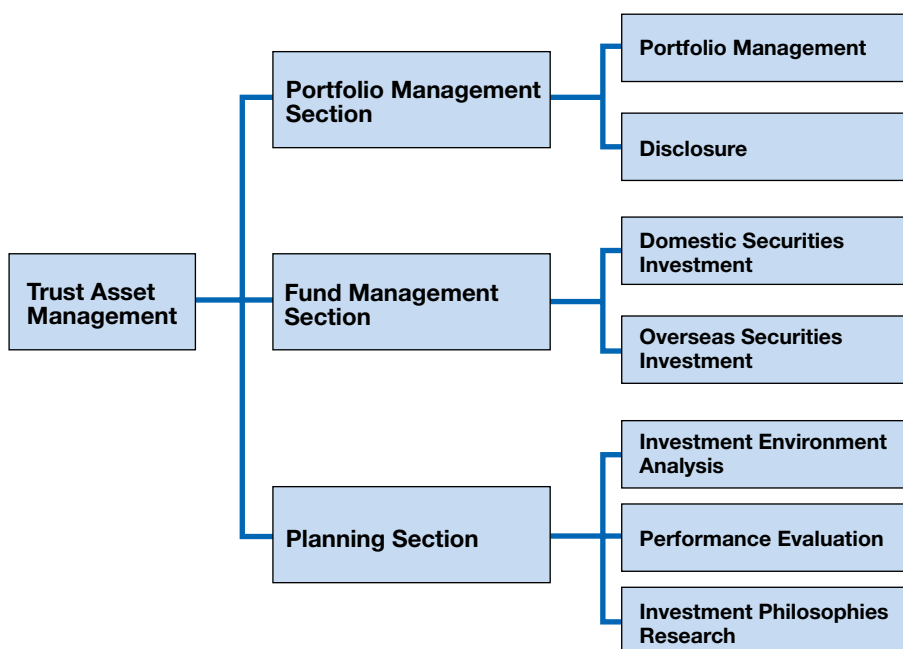 Trust Asset
Management
Portfolio Management
Section
Portfolio Management
Disclosure
Fund Management
Section
Domestic Securities
Investment
Overseas Securities
Investment
Planning Section
Investment Environment
Analysis
Performance Evaluation
Investment Philosophies
Research